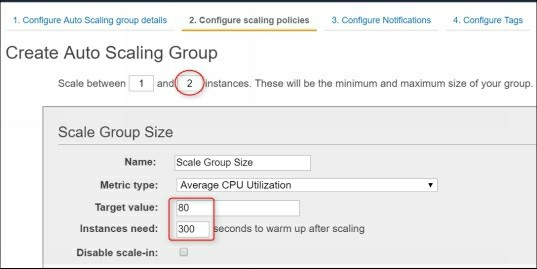 1. Configure Auto Scaling group details 2. Configure scaling policies 3. Configure Notifications 4. Configure Tags
Create Auto Scaling Group
Scale between 1 and 2 instances. These will be the minimum and maximum size of your group.
Scale Group Size
Name: Scale Group Size
Metric type: Average CPU Utilization
Target value: 80
Instances need: 300 seconds to warm up after scaling
Disable scale-in: